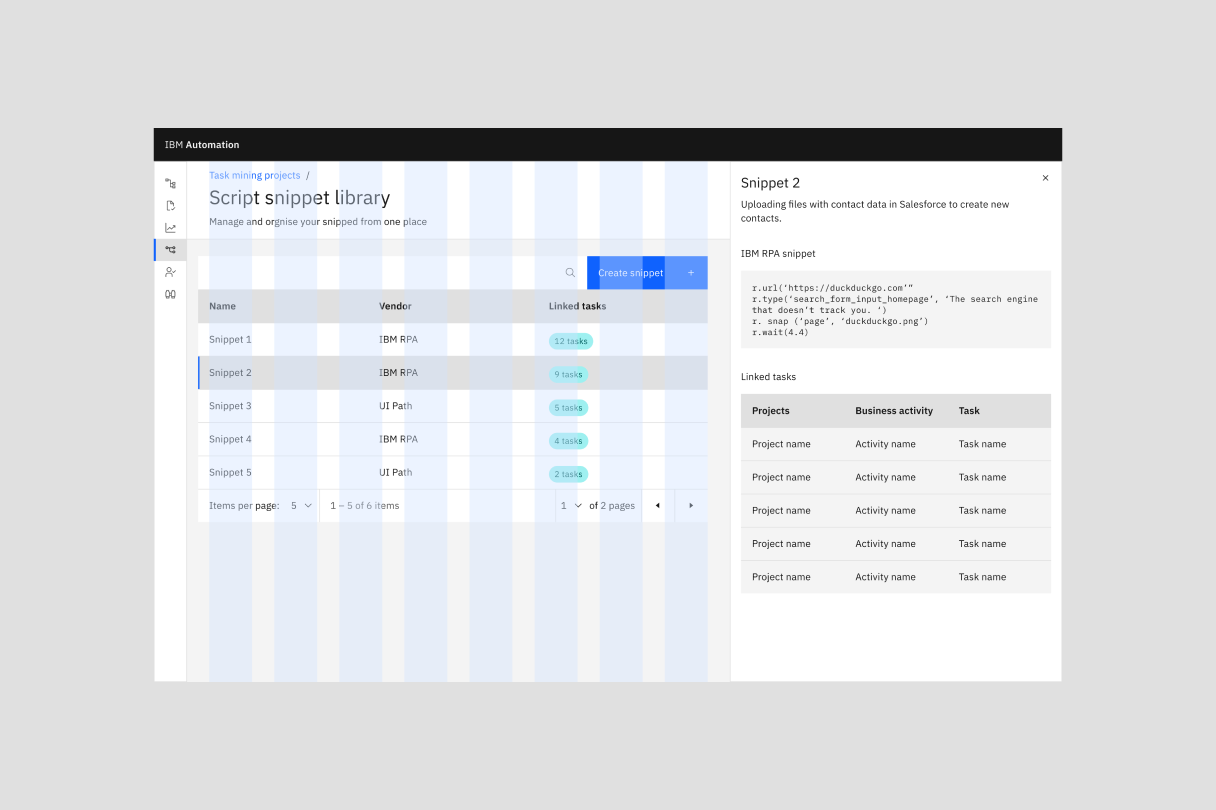 IBM Automation
Task mining projects /
Script snippet library
Manage and orgnise your snipped from one place
Create snippet +
Name Vendor Linked tasks
Snippet 1 IBM RPA 12 tasks
Snippet 2 IBM RPA 9 tasks
Snippet 3 UI Path 5 tasks
Snippet 4 IBM RPA 4 tasks
Snippet 5 UI Path 2 tasks
Items per page: 5 1 – 5 of 6 items 1 of 2 pages
Snippet 2
Uploading files with contact data in Salesforce to create new
contacts.
IBM RPA snippet
r.url(‘https://duckduckgo.com’”
r.type(‘search_form_input_homepage’, ‘The search engine
that doesn’t track you. ‘)
r. snap (‘page’, ‘duckduckgo.png’)
r.wait(4.4)
Linked tasks
Projects Business activity Task
Project name Activity name Task name
Project name Activity name Task name
Project name Activity name Task name
Project name Activity name Task name
Project name Activity name Task name